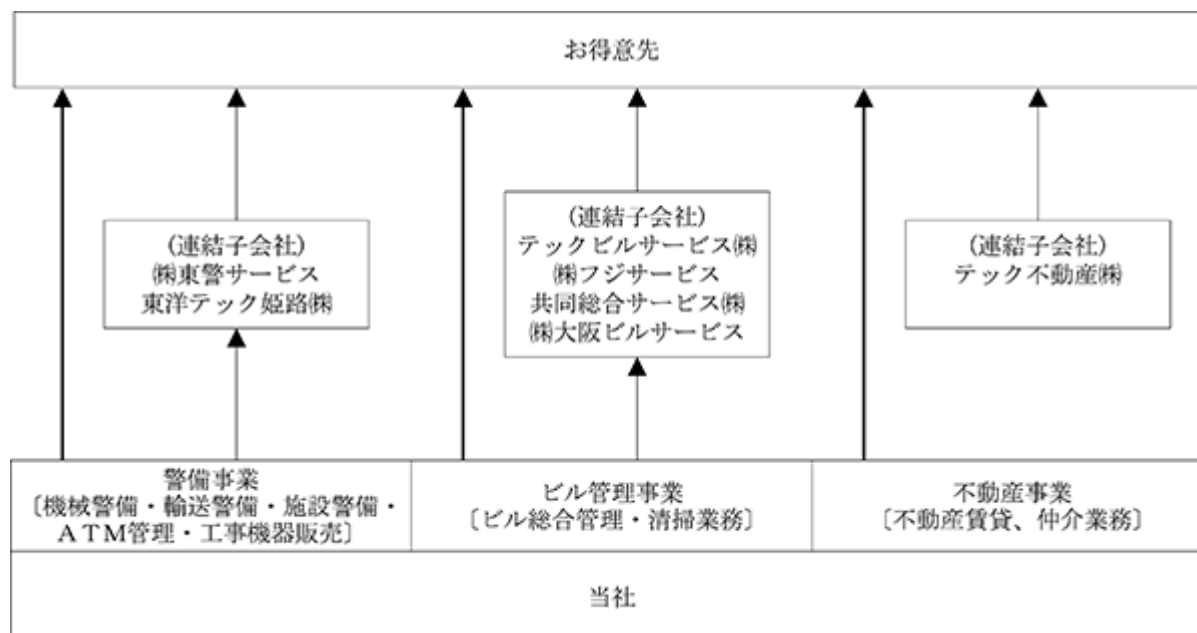 お得意先
(連結子会社)
㈱東警サービス
東洋テック姫路㈱
(連結子会社)
テックビルサービス㈱
㈱フジサービス
共同総合サービス㈱
㈱大阪ビルサービス
(連結子会社)
テック不動産㈱
警備事業
〔機械警備・輸送警備・施設警備・
ＡＴＭ管理・工事機器販売〕
ビル管理事業
〔ビル総合管理・清掃業務〕
不動産事業
〔不動産賃貸、仲介業務〕
当社